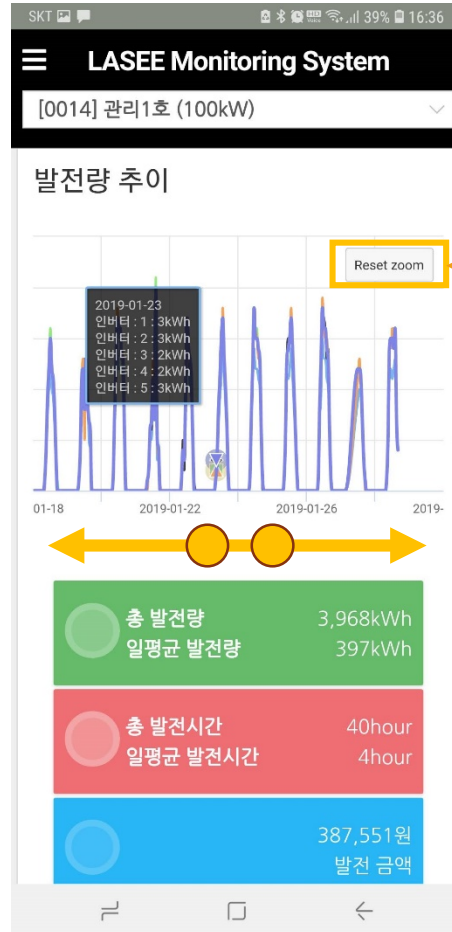 SKT 39% 16:36
LASEE Monitoring System
[0014] 관리1호 (100kW)
발전량 추이
Reset zoom
2019-01-23
인버터 : 1 : 3kWh
인버터 : 2 : 3kWh
인버터 : 3 : 2kWh
인버터 : 4 : 2kWh
인버터 : 5 : 3kWh
01-18 2019-01-22 2019-01-26 2019-
총 발전량 3,968kWh
일평균 발전량 397kWh
총 발전시간 40hour
일평균 발전시간 4hour
387,551원
발전 금액